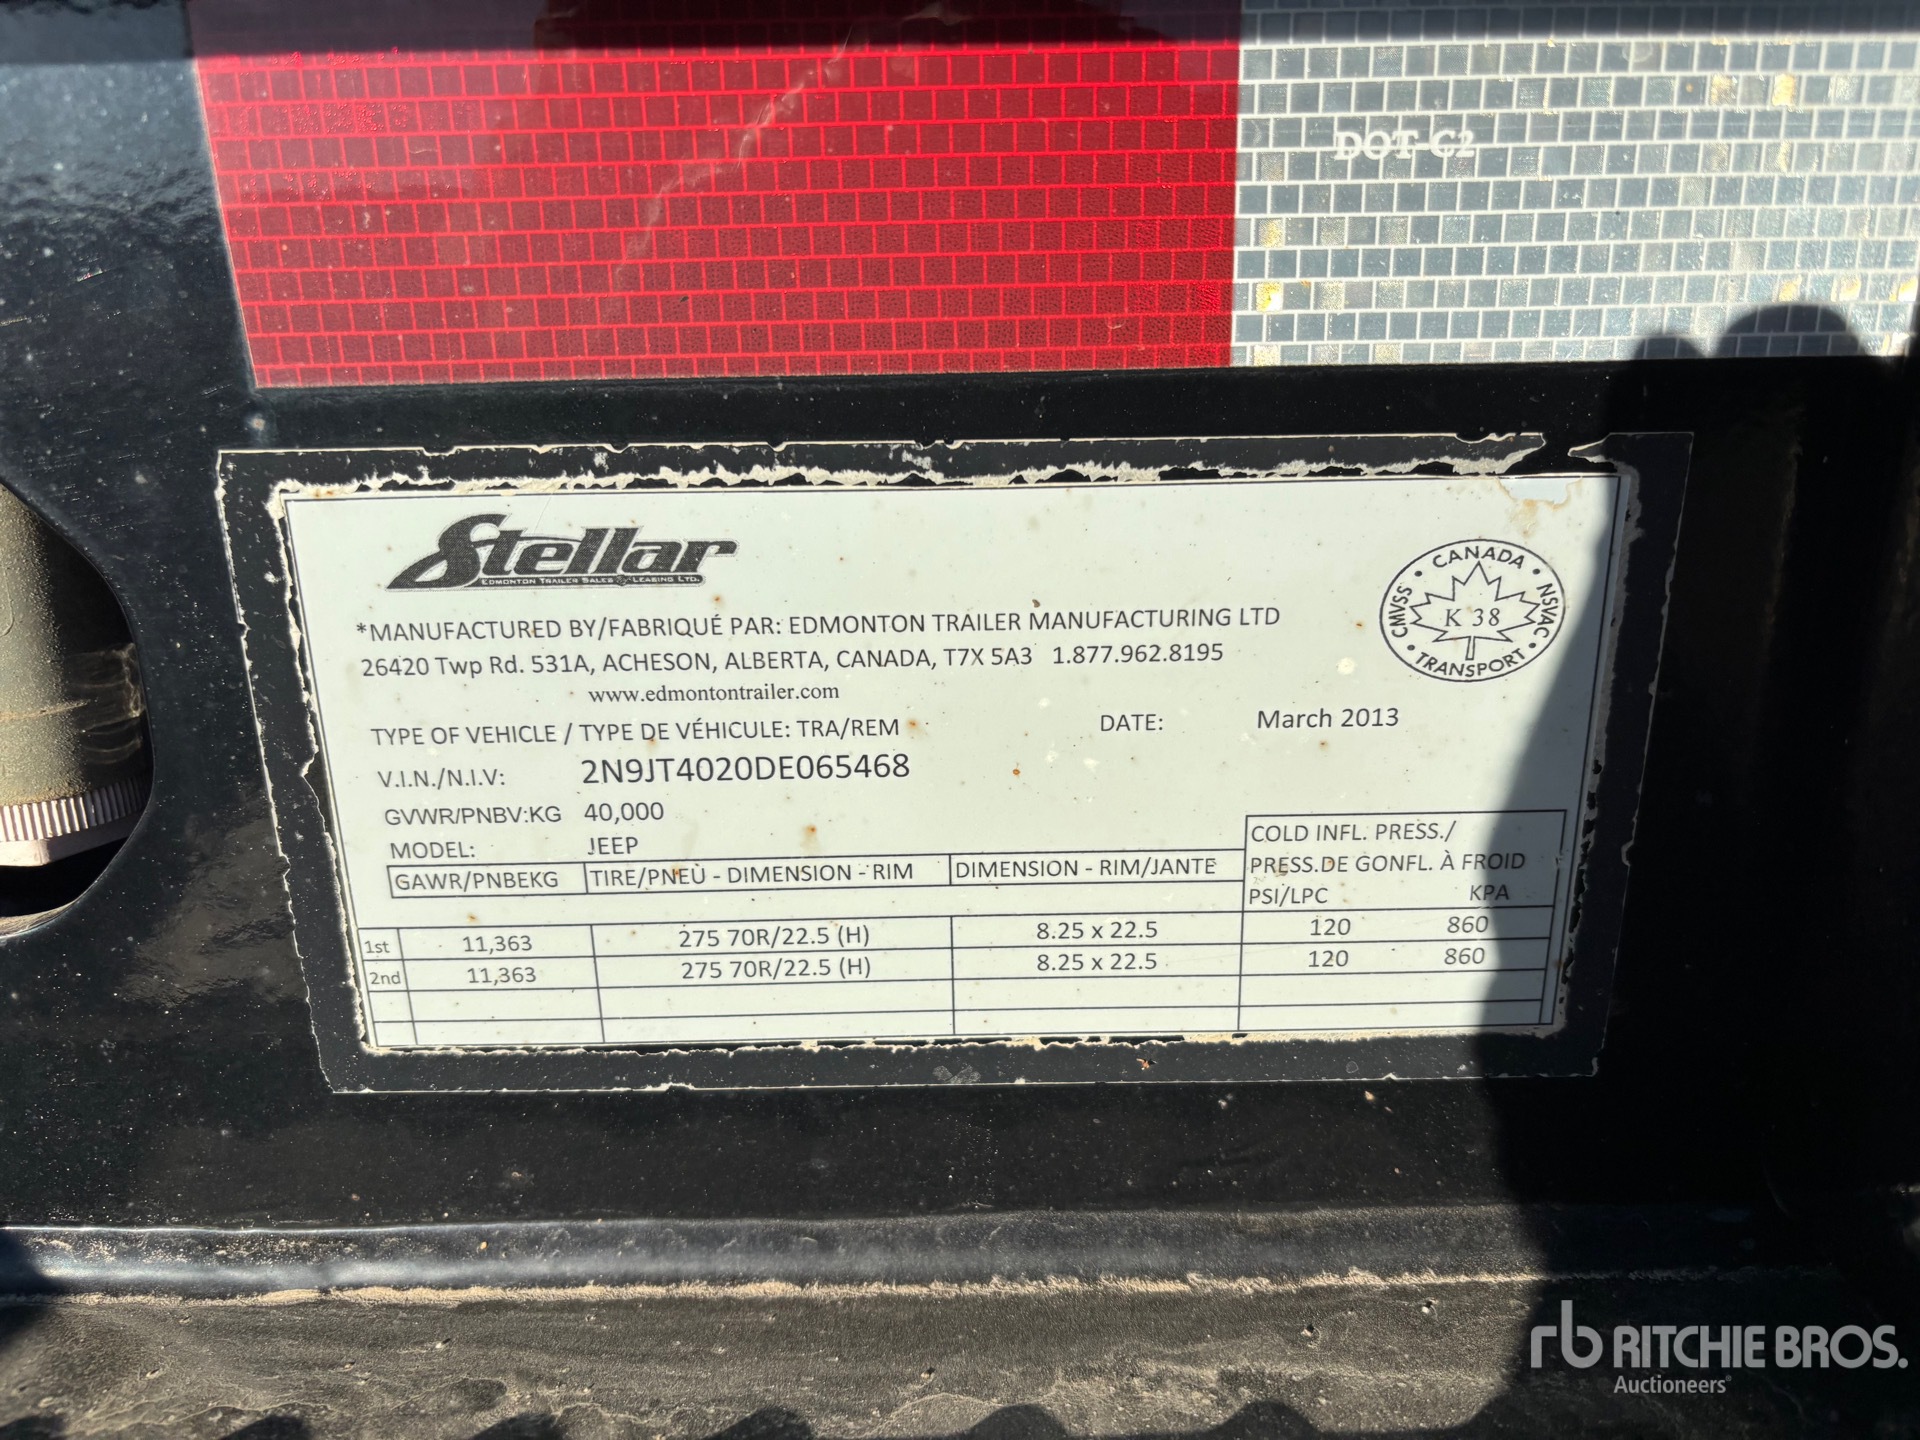 DOT-C2
Stellar
EDMONTON TRAILER SALES & LEASING LTD.
CANADA
CMVSS
NSVAC
K 38
TRANSPORT
*MANUFACTURED BY/FABRIQUÉ PAR: EDMONTON TRAILER MANUFACTURING LTD
26420 Twp Rd. 531A, ACHESON, ALBERTA, CANADA, T7X 5A3 1.877.962.8195
www.edmontontrailer.com
TYPE OF VEHICLE / TYPE DE VÉHICULE: TRA/REM DATE: March 2013
V.I.N./N.I.V: 2N9JT4020DE065468
GVWR/PNBV:KG 40,000
MODEL: JEEP
GAWR/PNBEKG TIRE/PNEÙ - DIMENSION - RIM DIMENSION - RIM/JANTE COLD INFL. PRESS./
PRESS.DE GONFL. À FROID
PSI/LPC KPA
1st 11,363 275 70R/22.5 (H) 8.25 x 22.5 120 860
2nd 11,363 275 70R/22.5 (H) 8.25 x 22.5 120 860
rb RITCHIE BROS.
Auctioneers